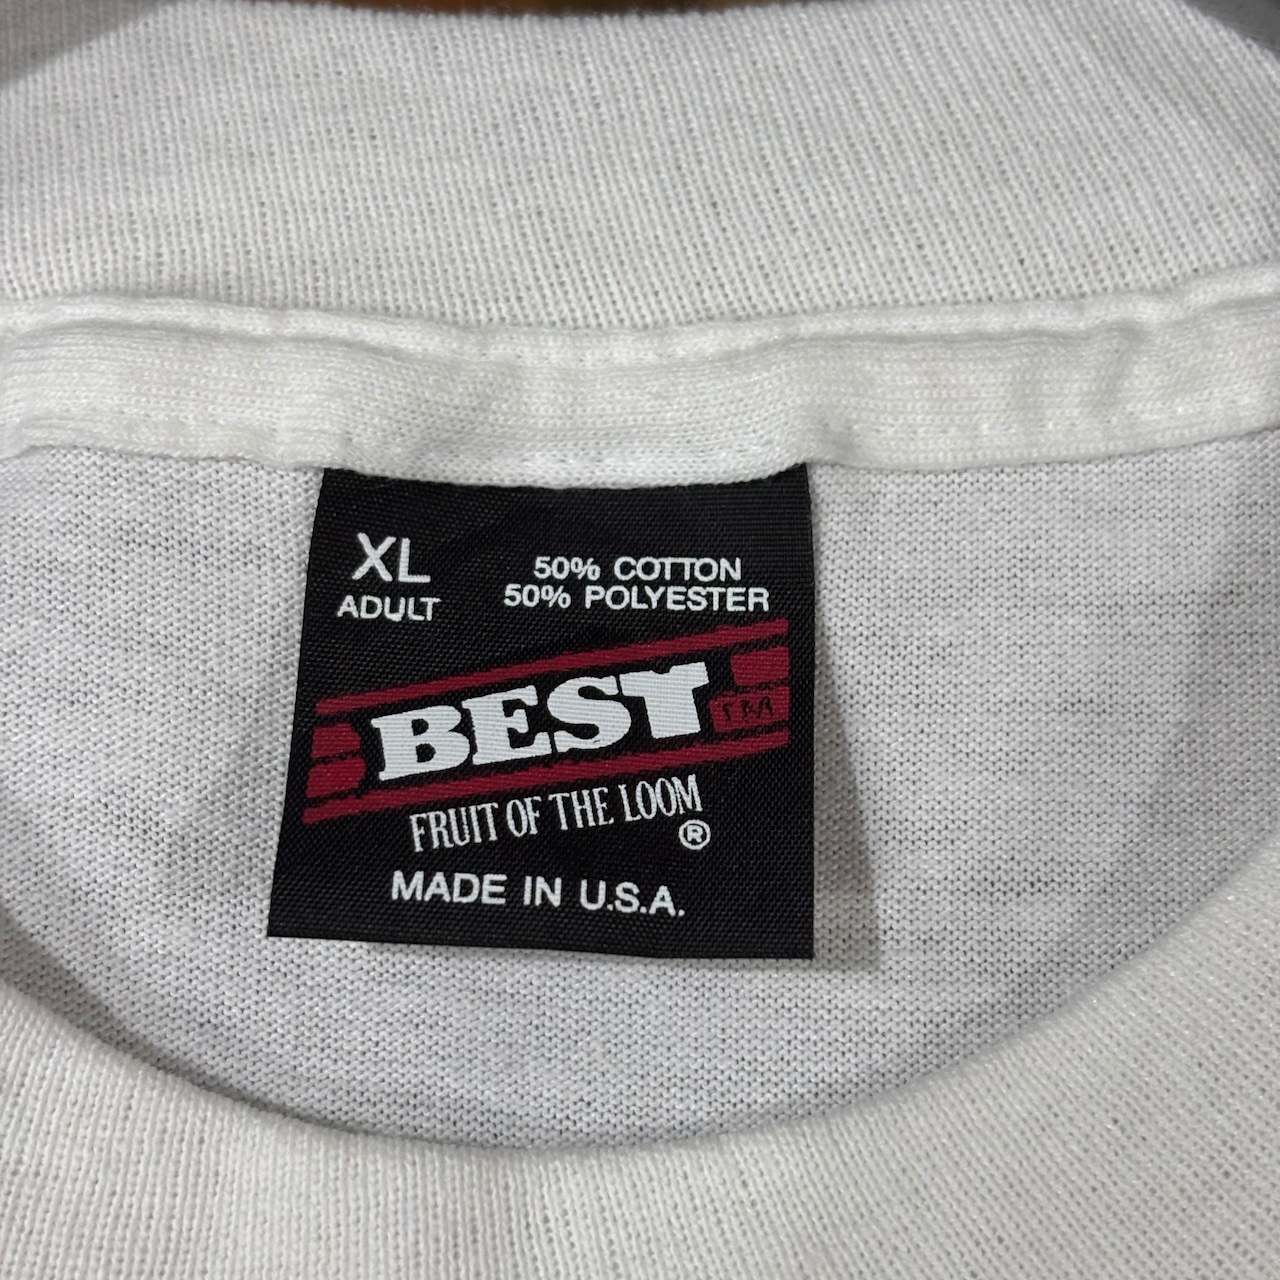 XL
ADULT
50% COTTON
50% POLYESTER
BEST TM
FRUIT OF THE LOOM
®
MADE IN U.S.A.